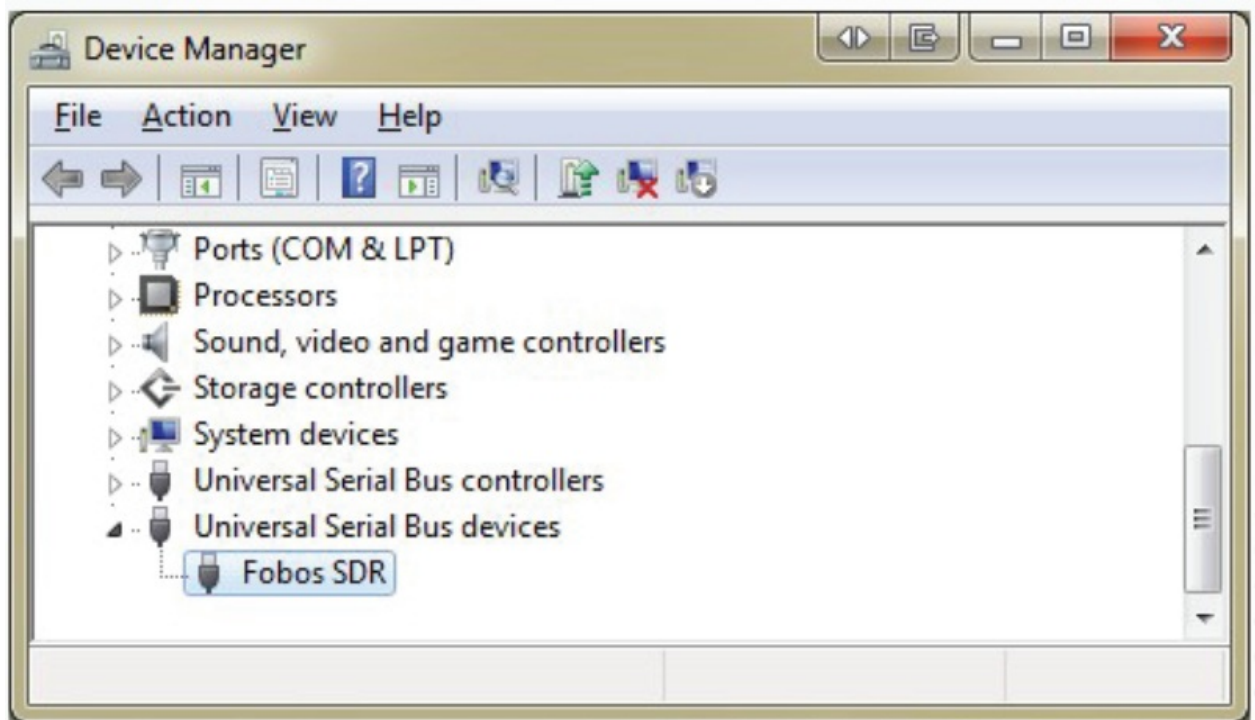 Device Manager
File Action View Help
Ports (COM & LPT)
Processors
Sound, video and game controllers
Storage controllers
System devices
Universal Serial Bus controllers
Universal Serial Bus devices
Fobos SDR